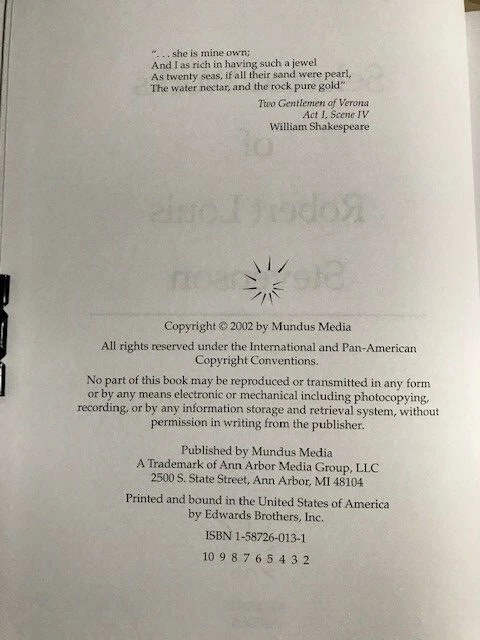 “. . . she is mine own;
And I as rich in having such a jewel
As twenty seas, if all their sand were pearl,
The water nectar, and the rock pure gold”
Two Gentlemen of Verona
Act I, Scene IV
William Shakespeare
of
Robert Louis
Stevenson
Copyright © 2002 by Mundus Media
All rights reserved under the International and Pan-American
Copyright Conventions.
No part of this book may be reproduced or transmitted in any form
or by any means electronic or mechanical including photocopying,
recording, or by any information storage and retrieval system, without
permission in writing from the publisher.
Published by Mundus Media
A Trademark of Ann Arbor Media Group, LLC
2500 S. State Street, Ann Arbor, MI 48104
Printed and bound in the United States of America
by Edwards Brothers, Inc.
ISBN 1-58726-013-1
10 9 8 7 6 5 4 3 2